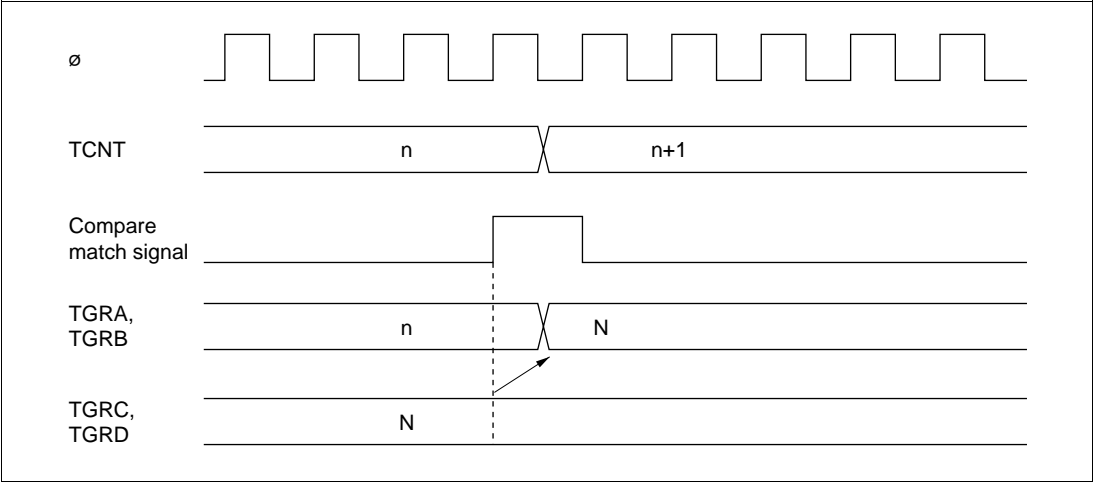 ø
TCNT
n
n+1
Compare
match signal
TGRA,
TGRB
n
N
TGRC,
TGRD
N